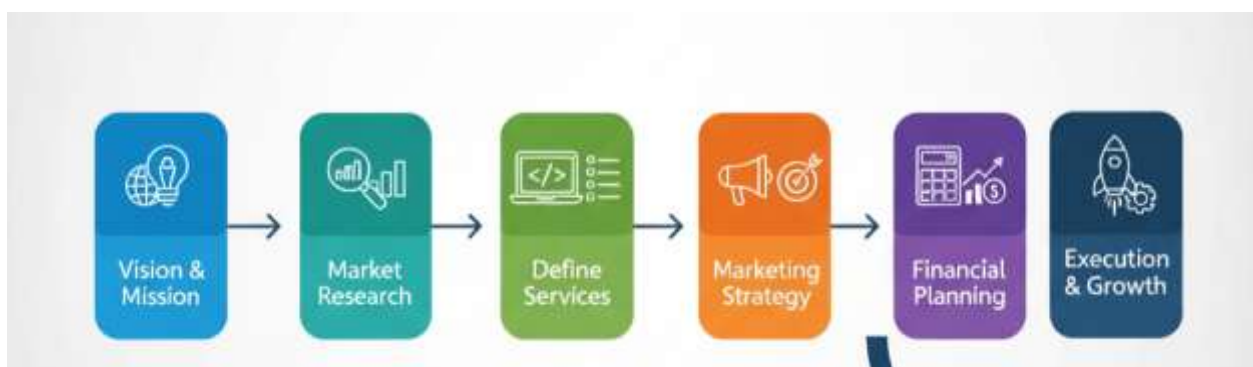 Vision &
Mission
Market
Research
</>
Define
Services
Marketing
Strategy
$
Financial
Planning
Execution
& Growth